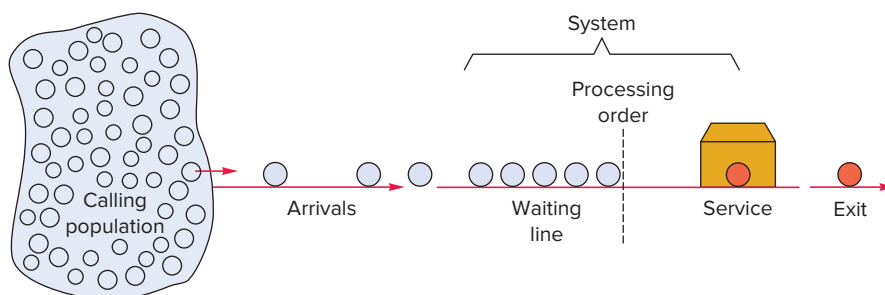 System
Processing
order
Calling
population
Arrivals
Waiting
line
Service
Exit